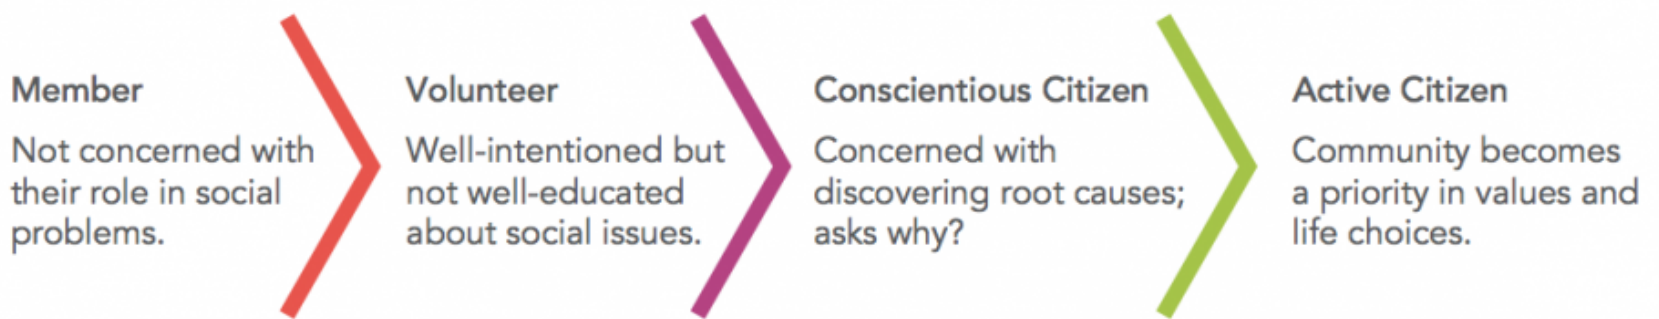 Member
Not concerned with
their role in social
problems.
Volunteer
Well-intentioned but
not well-educated
about social issues.
Conscientious Citizen
Concerned with
discovering root causes;
asks why?
Active Citizen
Community becomes
a priority in values and
life choices.